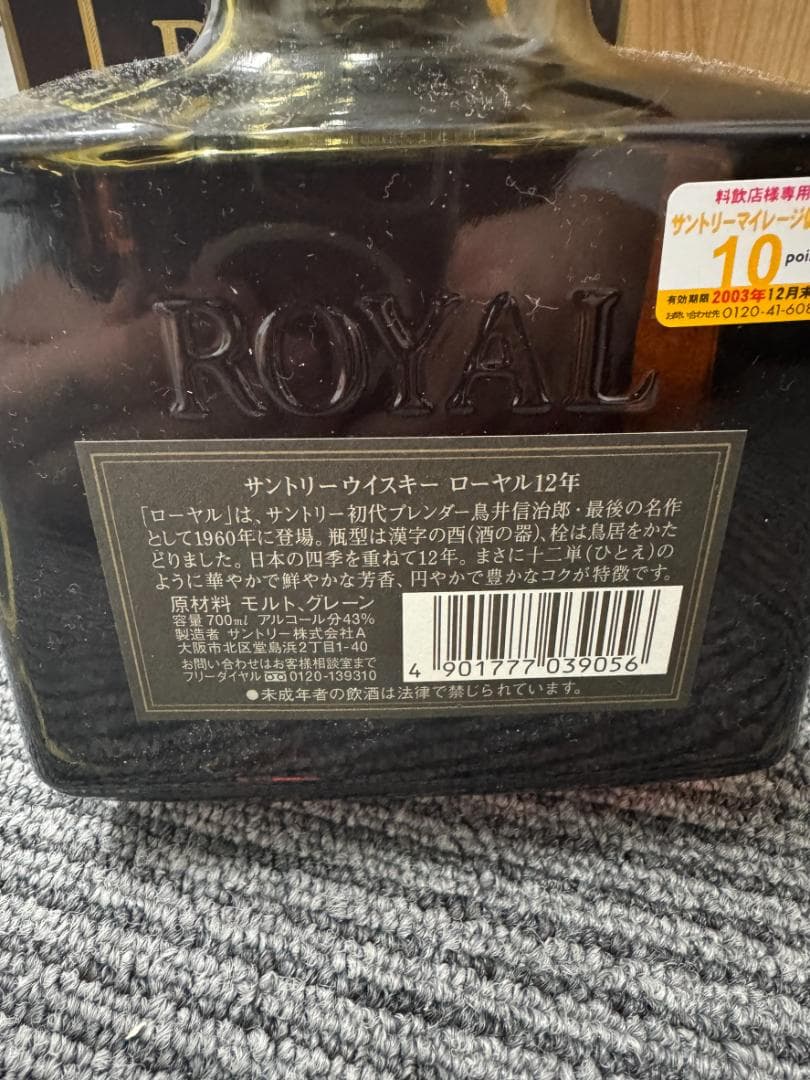 料飲店様専用
サントリーマイレージ
10 poi
有効期限 2003年12月末
お問い合わせ先 0120-41-608
ROYAL
サントリーウイスキー ローヤル12年
「ローヤル」は、サントリー初代ブレンダー鳥井信治郎・最後の名作
として1960年に登場。瓶型は漢字の酉(酒の器)、栓は鳥居をかた
どりました。日本の四季を重ねて12年。まさに十二単(ひとえ)の
ように華やかで鮮やかな芳香、円やかで豊かなコクが特徴です。
原材料 モルト、グレーン
容量 700ml アルコール分43%
製造者 サントリー株式会社A
大阪市北区堂島浜2丁目1-40
お問い合わせはお客様相談室まで
フリーダイヤル 0120-139310
4 901777 039056
●未成年者の飲酒は法律で禁じられています。